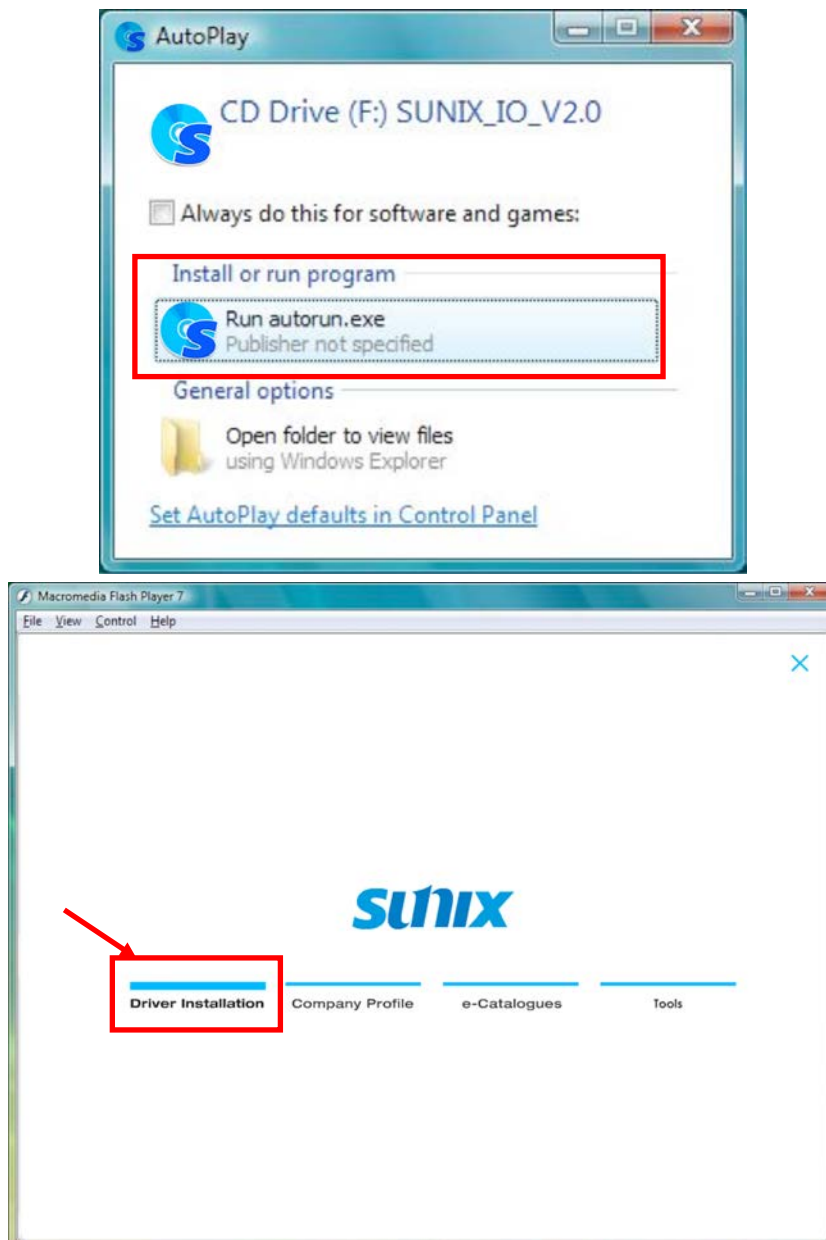 AutoPlay
CD Drive (F:) SUNIX_IO_V2.0
Always do this for software and games:
Install or run program
Run autorun.exe
Publisher not specified
General options
Open folder to view files
using Windows Explorer
Set AutoPlay defaults in Control Panel
Macromedia Flash Player 7
File View Control Help
sunix
Driver Installation Company Profile e-Catalogues Tools